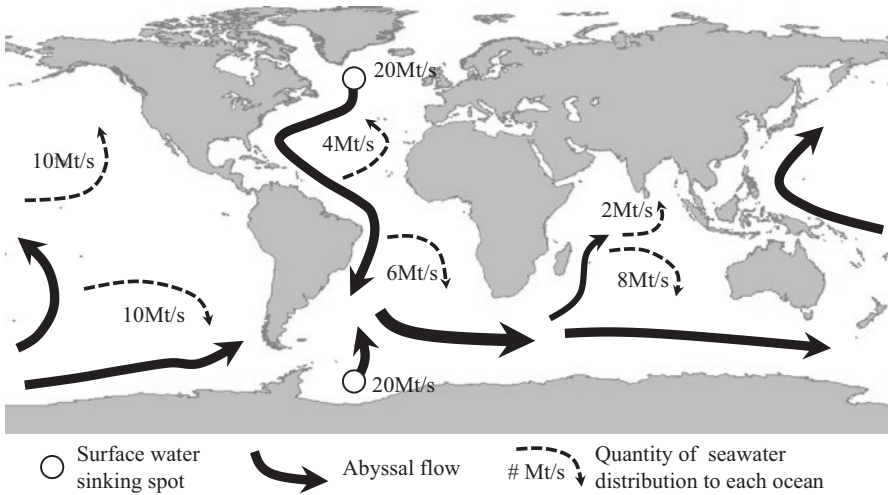 20Mt/s
4Mt/s
10Mt/s
2Mt/s
6Mt/s
8Mt/s
10Mt/s
20Mt/s
Surface water
sinking spot
Abyssal flow
# Mt/s
Quantity of seawater
distribution to each ocean